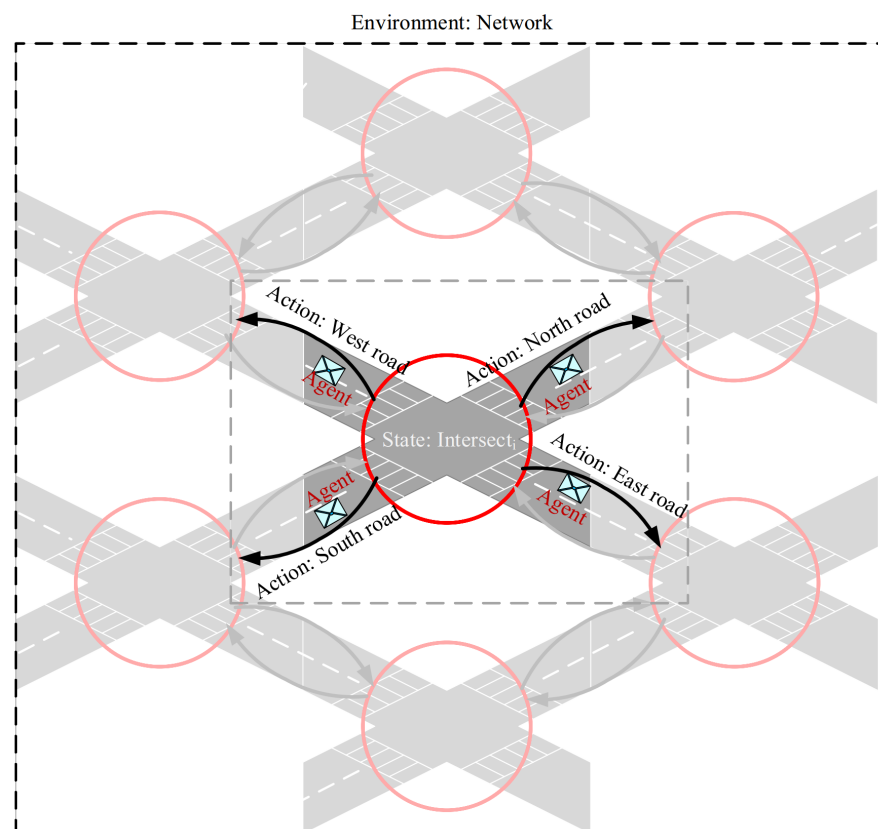 Environment: Network
Action: West road
Action: North road
Agent
Agent
State: Intersecti
Action: East road
Agent
Agent
Action: South road